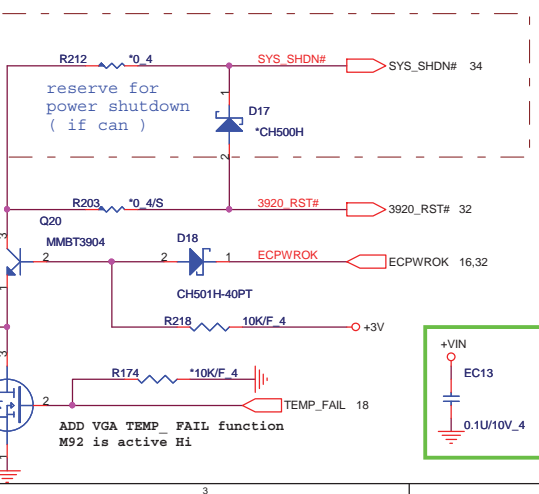 R212 *0_4 SYS_SHDN# SYS_SHDN# 34
reserve for
power shutdown
( if can )
1
D17
*CH500H
2
R203 *0_4/S 3920_RST# 3920_RST# 32
Q20
MMBT3904
3
2
1
D18
2 1
ECPWROK ECPWROK 16,32
CH501H-40PT
R218 10K/F_4 +3V
+VIN
EC13
0.1U/10V_4
3
R174 *10K/F_4
2
TEMP_FAIL 18
1
ADD VGA TEMP_ FAIL function
M92 is active Hi
3